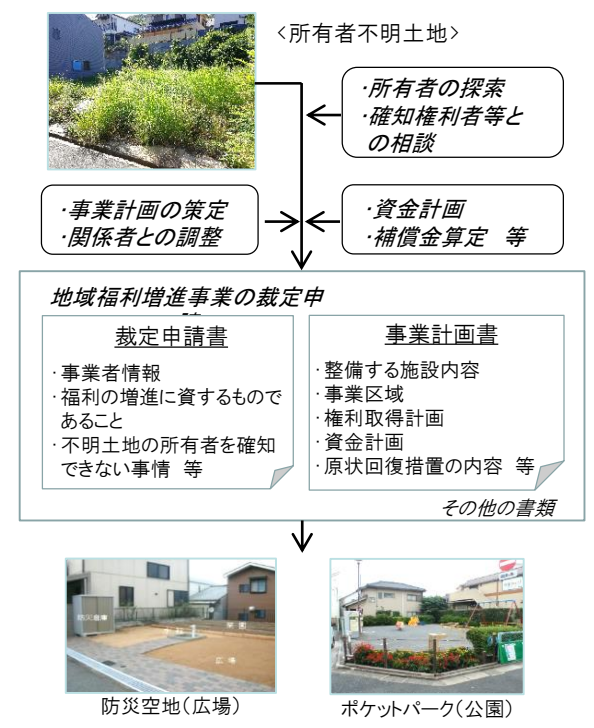 <所有者不明土地>
・所有者の探索
・確知権利者等と
の相談
・事業計画の策定
・関係者との調整
・資金計画
・補償金算定 等
地域福利増進事業の裁定申
裁定申請書
・事業者情報
・福利の増進に資するもので
あること
・不明土地の所有者を確知
できない事情 等
事業計画書
・整備する施設内容
・事業区域
・権利取得計画
・資金計画
・原状回復措置の内容 等
その他の書類
防災倉庫
菜園
広場
防災空地(広場)
ポケットパーク(公園)